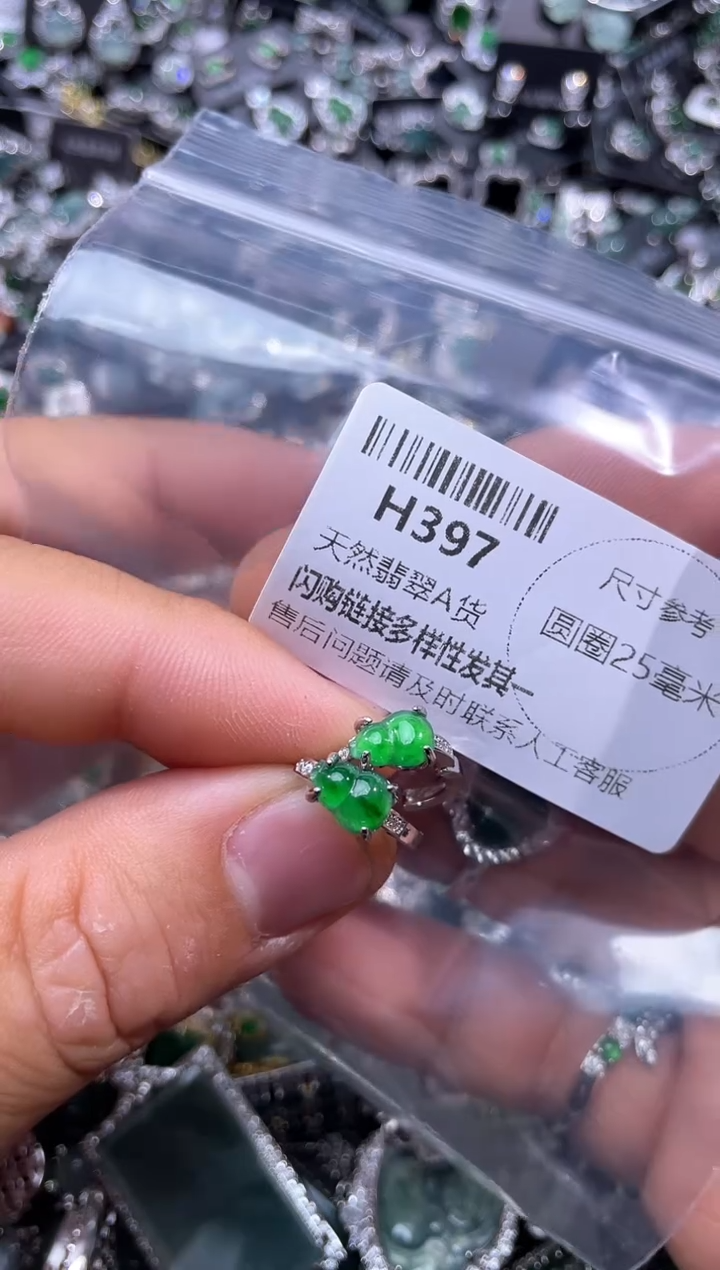 H397
天然翡翠A货
闪购链接多样性发其一
售后问题请及时联系人工客服
尺寸参考
圆圈25毫米